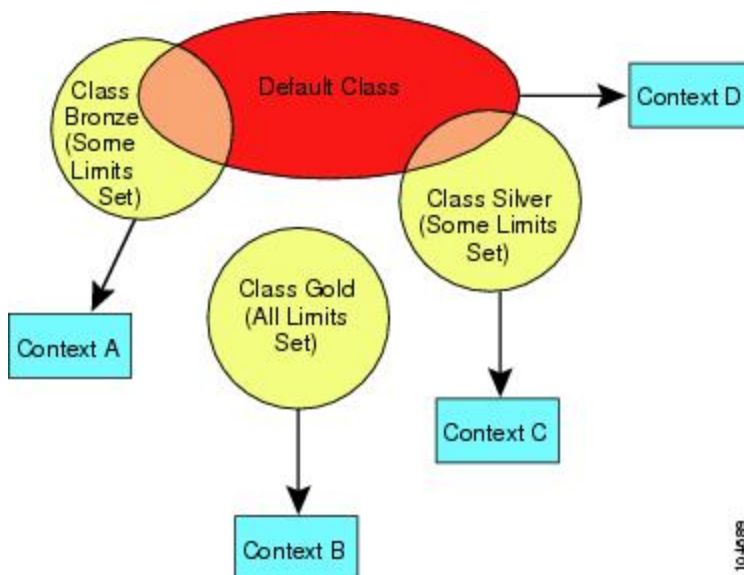 Default Class
Class
Bronze
(Some
Limits
Set)
Context D
Class Silver
(Some Limits
Set)
Class Gold
(All Limits
Set)
Context A
Context C
Context B